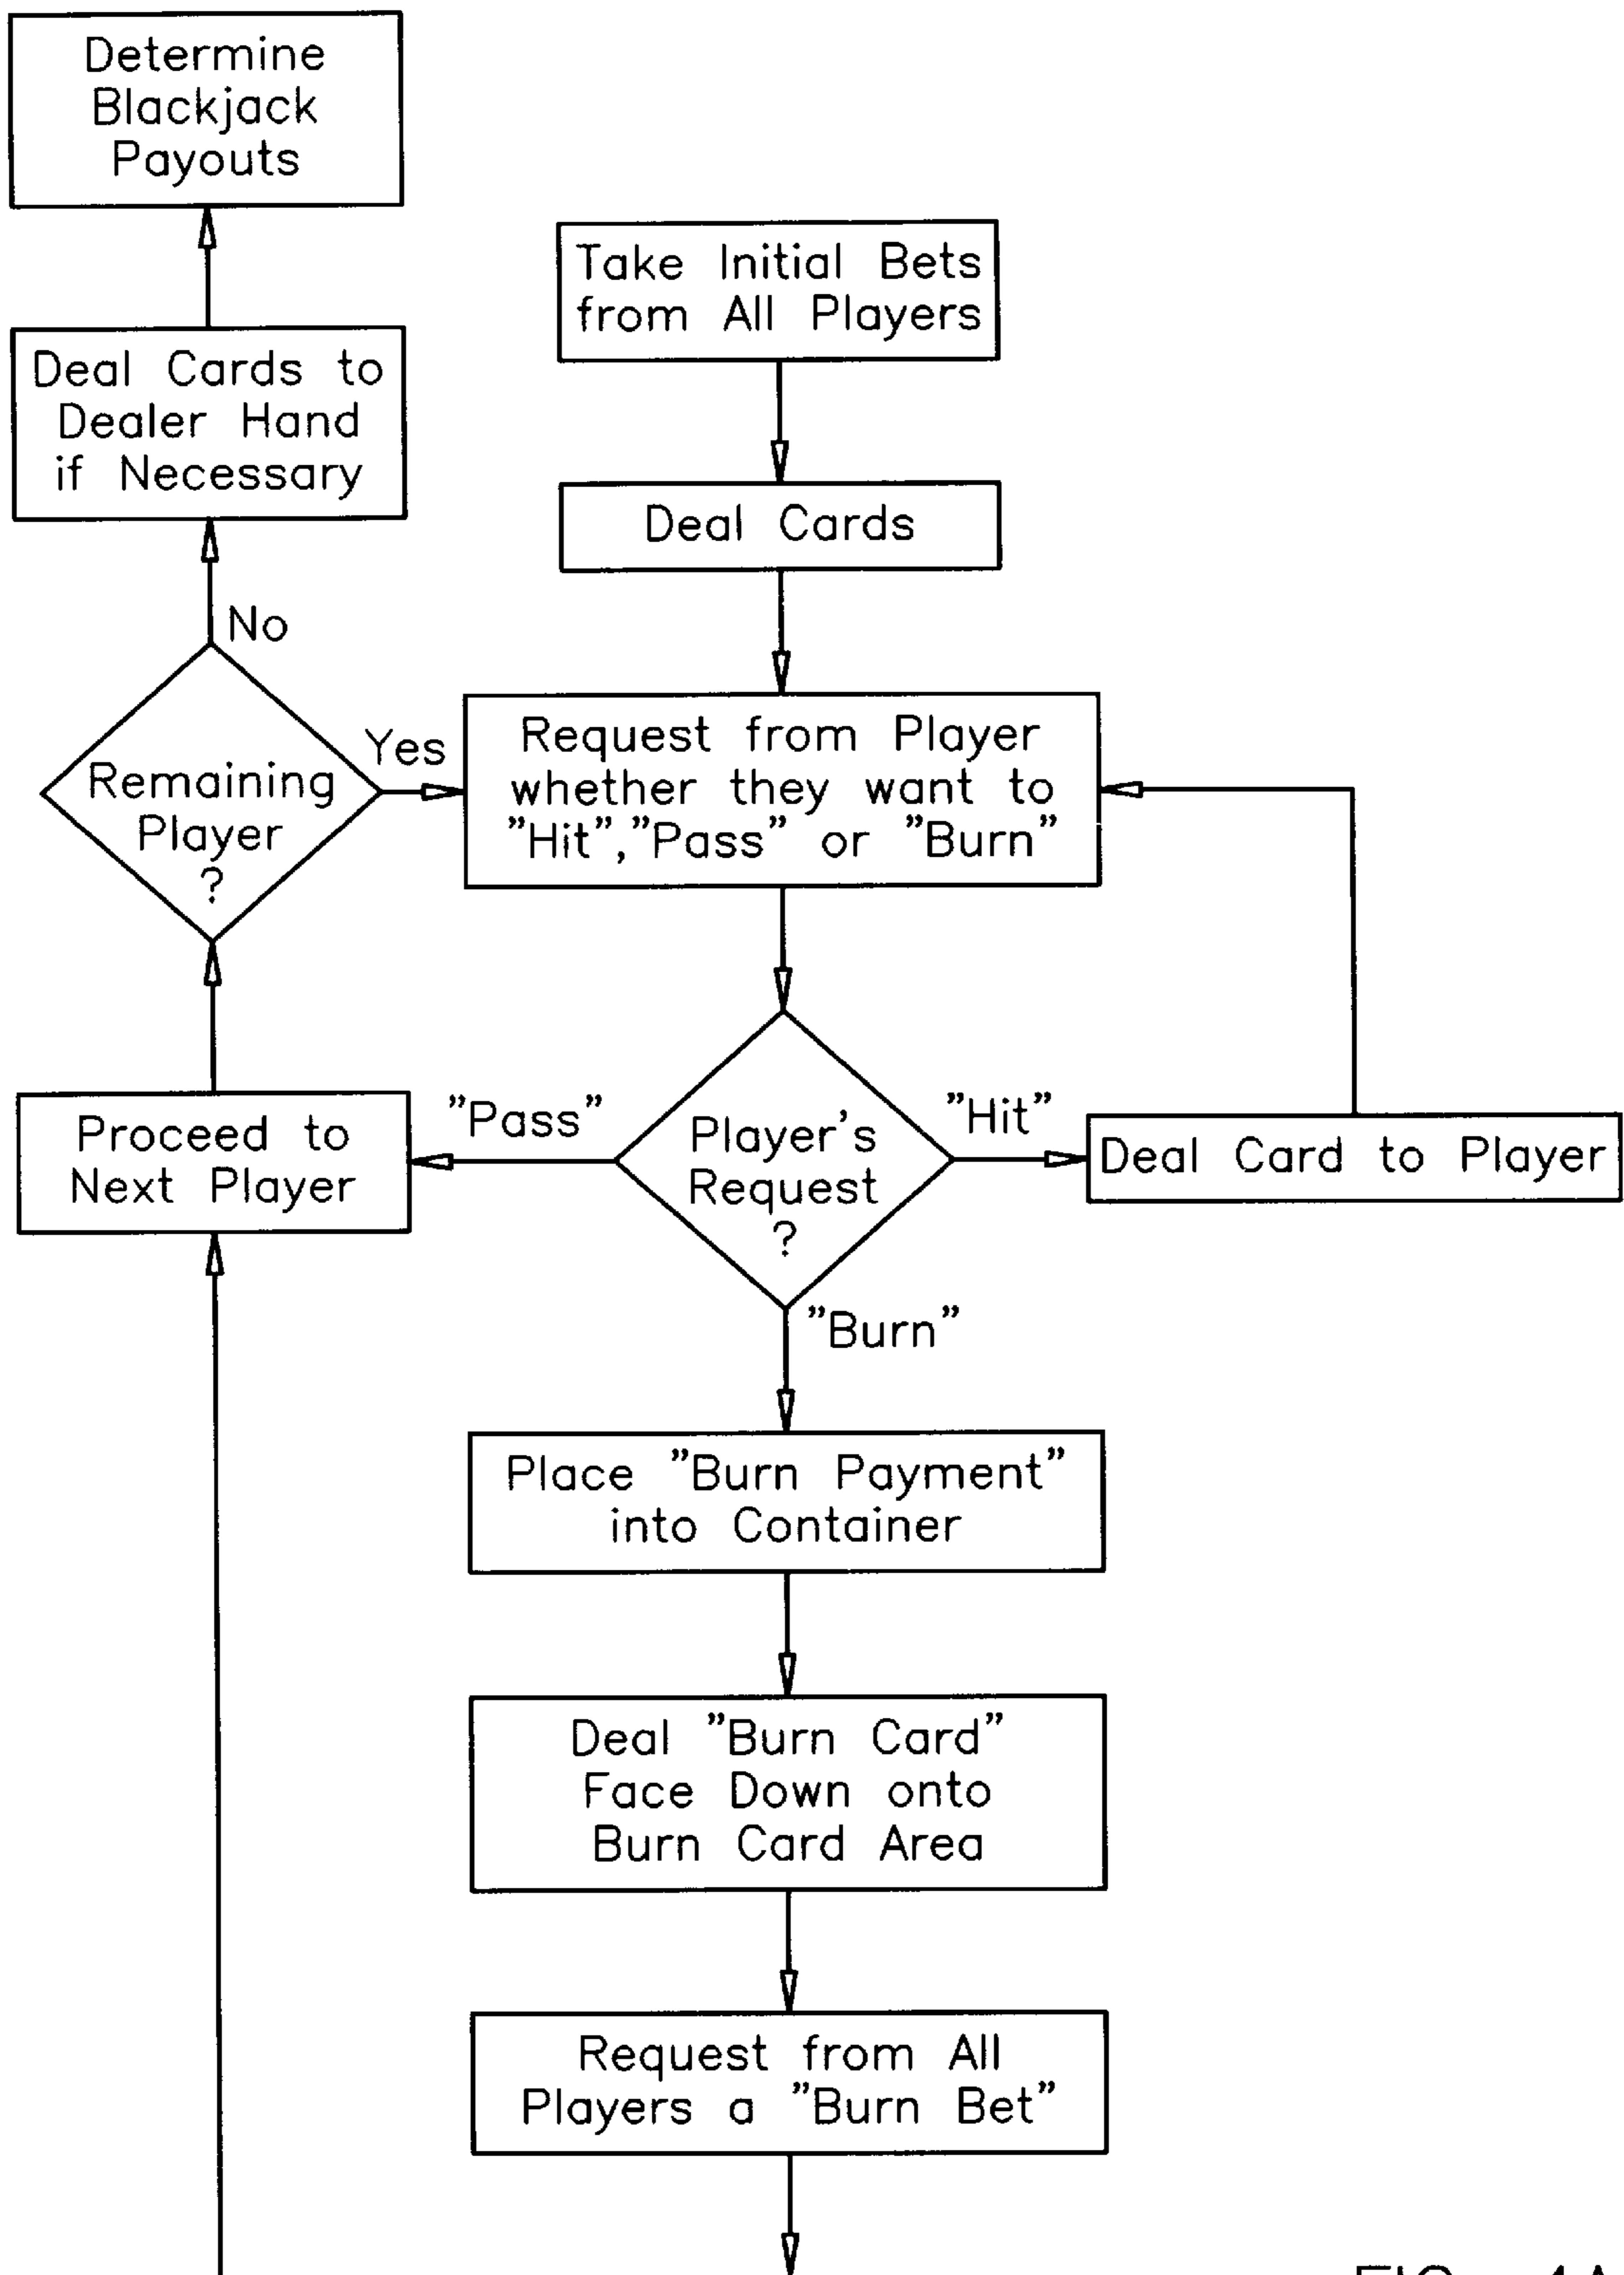 Determine
Blackjack
Payouts
Take Initial Bets
from All Players
Deal Cards to
Dealer Hand
if Necessary
Deal Cards
No
Yes
Remaining
Player
?
Request from Player
whether they want to
"Hit","Pass" or "Burn"
"Pass"
Player's
Request
?
"Hit"
Proceed to
Next Player
Deal Card to Player
"Burn"
Place "Burn Payment"
into Container
Deal "Burn Card"
Face Down onto
Burn Card Area
Request from All
Players a "Burn Bet"